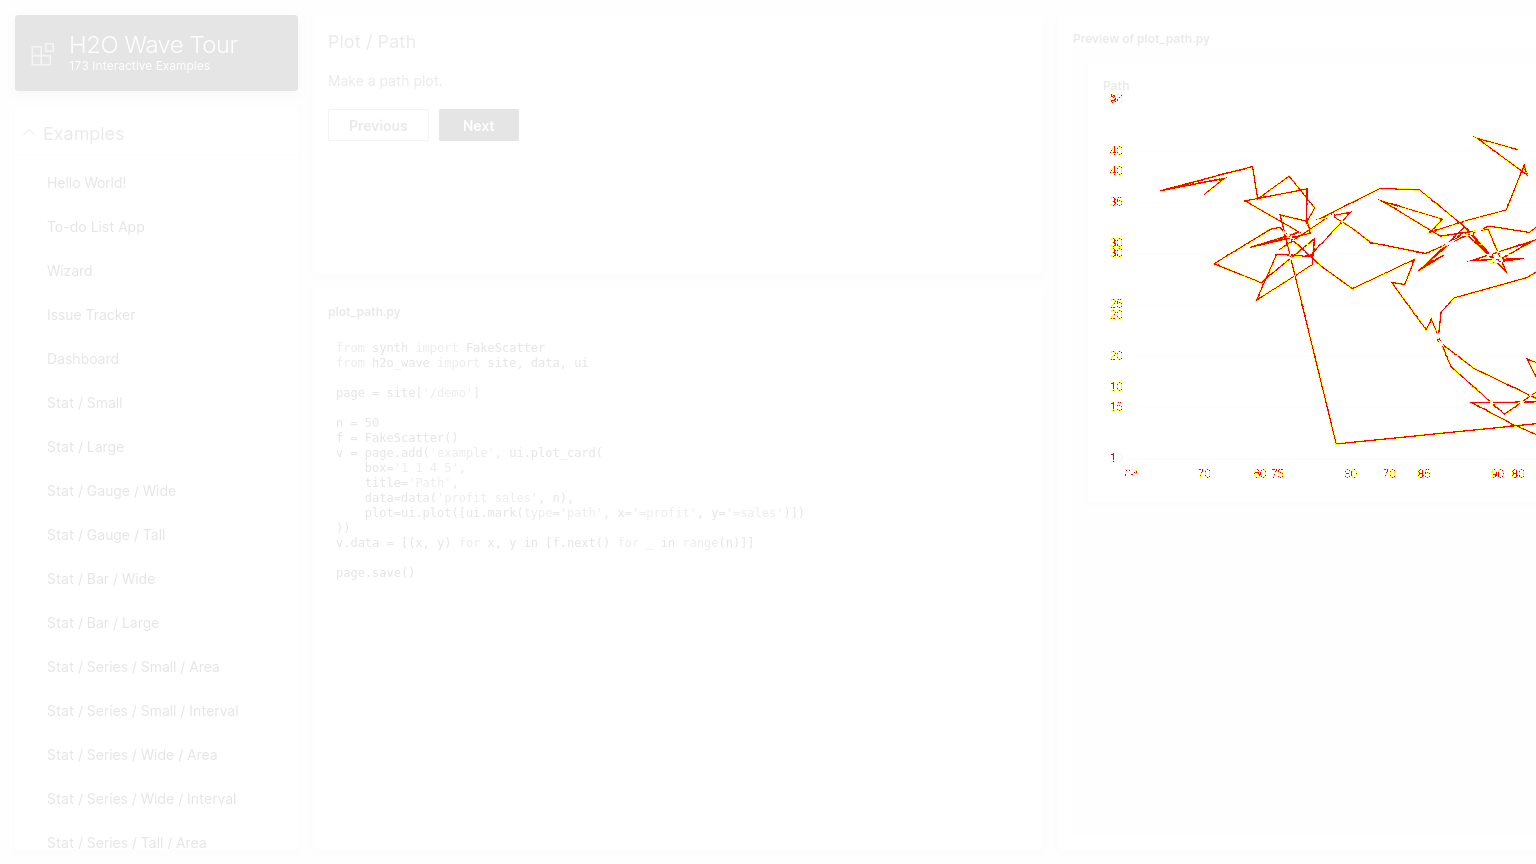 H2O Wave Tour
173 Interactive Examples
Examples
Hello World!
To-do List App
Wizard
Issue Tracker
Dashboard
Stat / Small
Stat / Large
Stat / Gauge / Wide
Stat / Gauge / Tall
Stat / Bar / Wide
Stat / Bar / Large
Stat / Series / Small / Area
Stat / Series / Small / Interval
Stat / Series / Wide / Area
Stat / Series / Wide / Interval
Stat / Series / Tall / Area
Plot / Path
Make a path plot.
Previous
Next
plot_path.py
from synth import FakeScatter
from h2o_wave import site, data, ui
page = site['/demo']
n = 50
f = FakeScatter()
v = page.add('example', ui.plot_card(
    box='1 1 4 5',
    title='Path',
    data=data('profit sales', n),
    plot=ui.plot([ui.mark(type='path', x='=profit', y='=sales')])
))
v.data = [(x, y) for x, y in [f.next() for _ in range(n)]]
page.save()
Preview of plot_path.py
Path
40
40
35
25
20
20
10
15
10
70
60 75
80
70
85
90 80